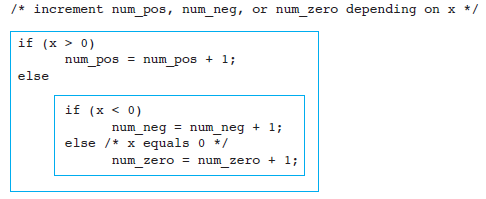 /* increment num_pos, num_neg, or num_zero depending on x */
if (x > 0)
num_pos = num_pos + 1;
else
if (x < 0)
num_neg = num_neg + 1;
else /* x equals 0 */
num_zero = num_zero + 1;